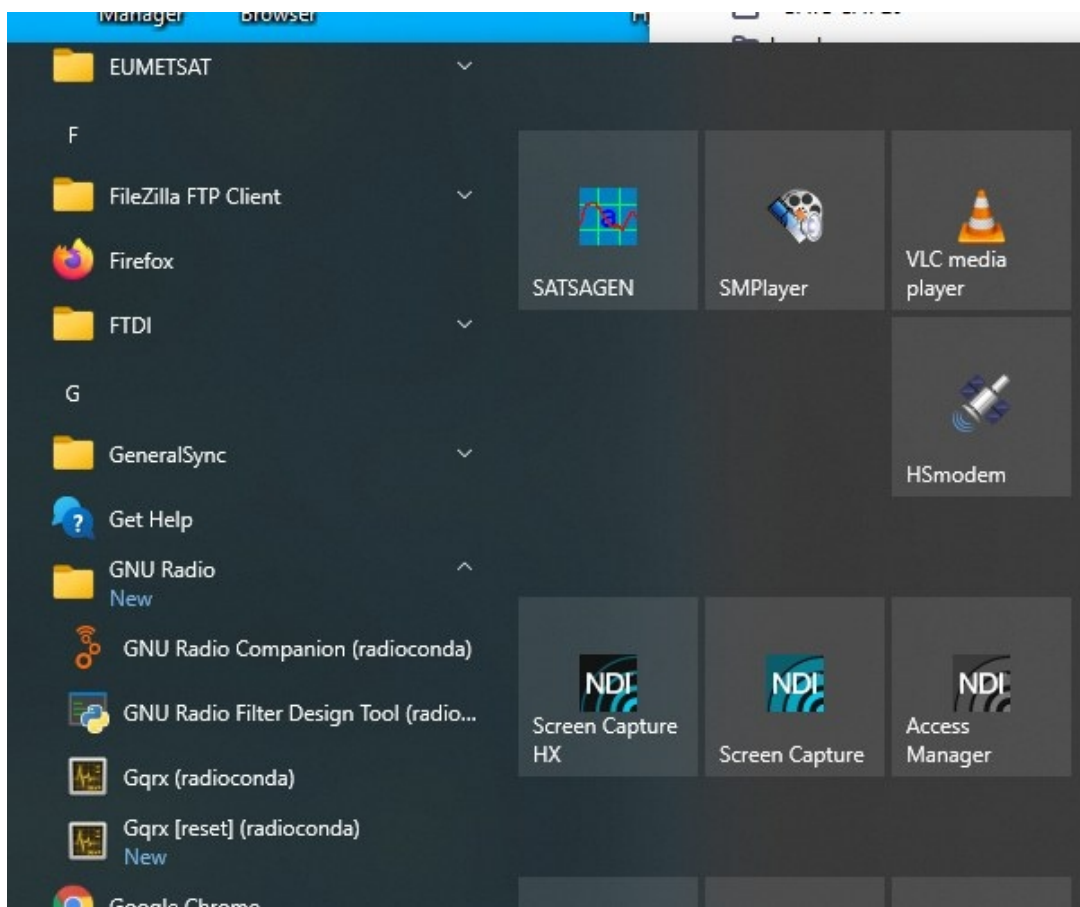 Manager Browser
EUMETSAT
F
FileZilla FTP Client
Firefox
FTDI
G
GeneralSync
Get Help
GNU Radio
New
GNU Radio Companion (radioconda)
GNU Radio Filter Design Tool (radio...
Gqrx (radioconda)
Gqrx [reset] (radioconda)
New
Google Chrome
a
SATSAGEN
SMPlayer
VLC media
player
HSmodem
NDI
Screen Capture
HX
NDI
Screen Capture
NDI
Access
Manager